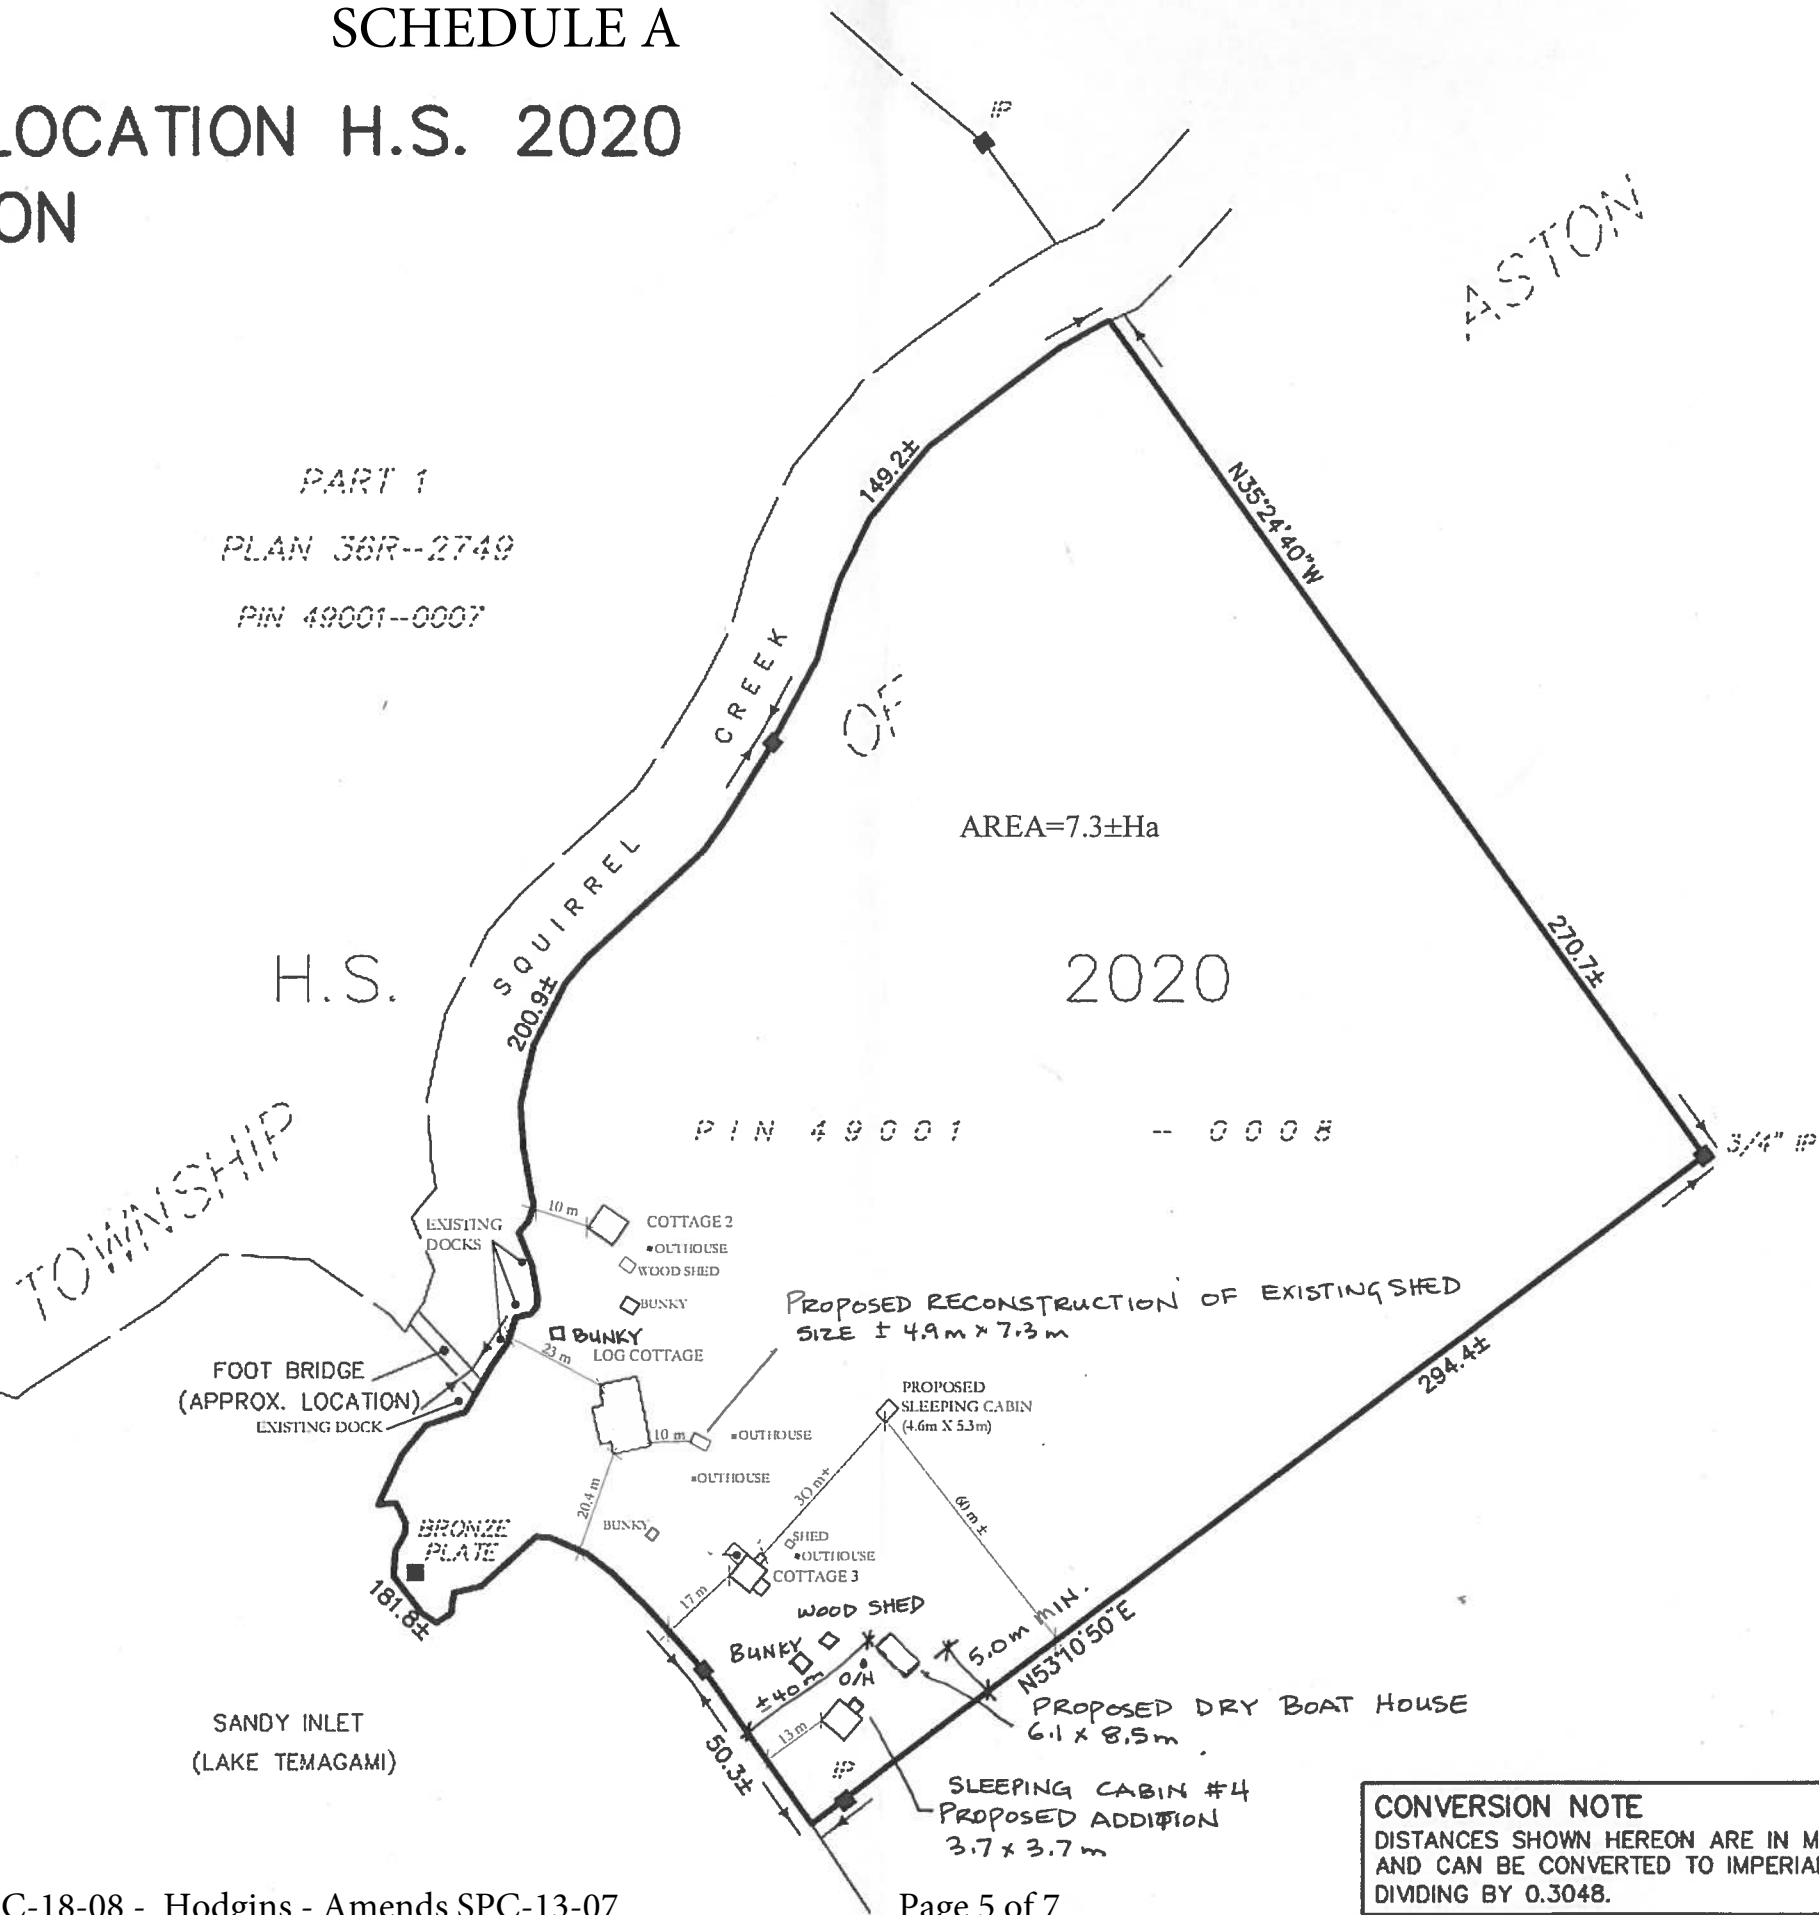 SCHEDULE A
LOCATION H.S. 2020
ON
IP
ASTON
PART 1
PLAN 36R--2749
PIN 49001--0007
149.2±
N35°24'40"W
CREEK
OF
AREA=7.3±Ha
SQUIRREL
200.9±
H.S.
2020
270.7±
PIN 49001 -- 0008
3/4" IP
TOWNSHIP
10 m
COTTAGE 2
EXISTING
DOCKS
OUTHOUSE
WOOD SHED
BUNKY
PROPOSED RECONSTRUCTION OF EXISTING SHED
SIZE ± 4.9m x 7.3m
BUNKY
23 m
LOG COTTAGE
FOOT BRIDGE
(APPROX. LOCATION)
EXISTING DOCK
294.4±
PROPOSED
SLEEPING CABIN
(4.6m X 5.3m)
10 m
OUTHOUSE
OUTHOUSE
30 m±
20.4 m
60 m ±
BUNKY
BRONZE
PLATE
SHED
OUTHOUSE
COTTAGE 3
17 m
181.8±
WOOD SHED
BUNKY
5.0m MIN.
N53°10'50"E
O/H
±40m
13 m
50.3±
PROPOSED DRY BOAT HOUSE
6.1 x 8.5m
SANDY INLET
(LAKE TEMAGAMI)
IP
SLEEPING CABIN #4
PROPOSED ADDITION
3.7 x 3.7m
CONVERSION NOTE
DISTANCES SHOWN HEREON ARE IN M
AND CAN BE CONVERTED TO IMPERIA
DIVIDING BY 0.3048.
C-18-08 - Hodgins - Amends SPC-13-07
Page 5 of 7